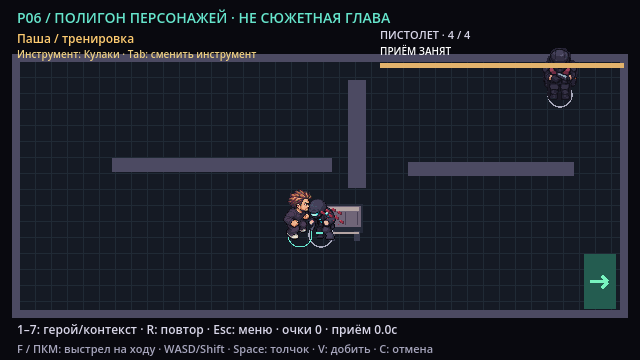 P06 / ПОЛИГОН ПЕРСОНАЖЕЙ · НЕ СЮЖЕТНАЯ ГЛАВА
Паша / тренировка
Инструмент: Кулаки · Tab: сменить инструмент
ПИСТОЛЕТ · 4 / 4
ПРИЁМ ЗАНЯТ
1–7: герой/контекст · R: повтор · Esc: меню · очки 0 · приём 0.0с
F / ПКМ: выстрел на ходу · WASD/Shift · Space: толчок · V: добить · C: отмена